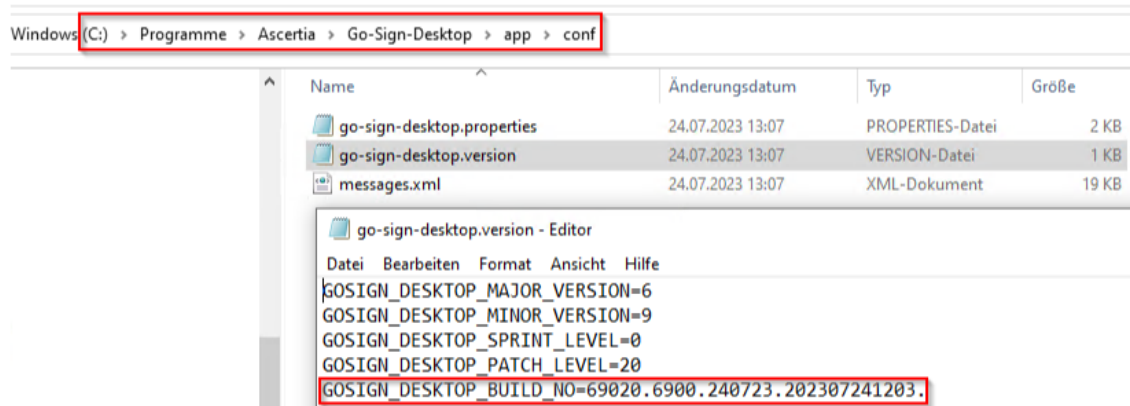 Windows (C:) > Programme > Ascertia > Go-Sign-Desktop > app > conf
Name Änderungsdatum Typ Größe
go-sign-desktop.properties 24.07.2023 13:07 PROPERTIES-Datei 2 KB
go-sign-desktop.version 24.07.2023 13:07 VERSION-Datei 1 KB
messages.xml 24.07.2023 13:07 XML-Dokument 19 KB
go-sign-desktop.version - Editor
Datei Bearbeiten Format Ansicht Hilfe
GOSIGN_DESKTOP_MAJOR_VERSION=6
GOSIGN_DESKTOP_MINOR_VERSION=9
GOSIGN_DESKTOP_SPRINT_LEVEL=0
GOSIGN_DESKTOP_PATCH_LEVEL=20
GOSIGN_DESKTOP_BUILD_NO=69020.6900.240723.202307241203.